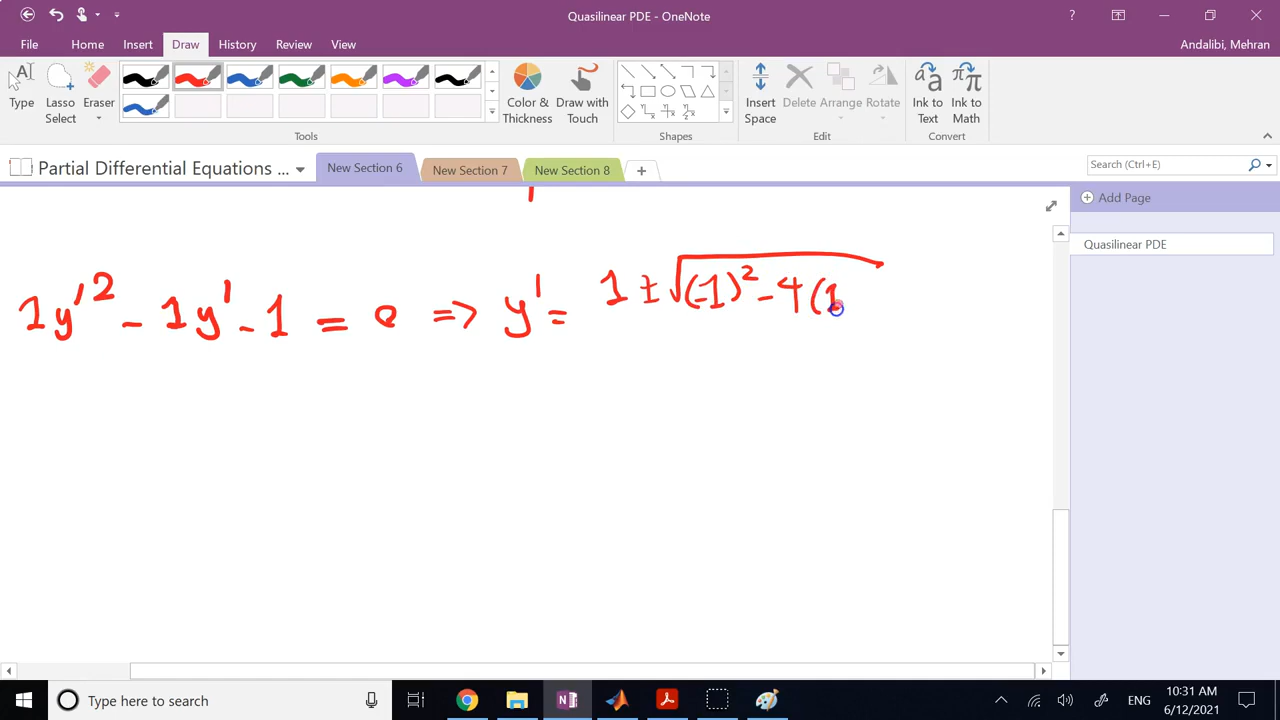 Quasilinear PDE - OneNote
?
File Home Insert Draw History Review View
Andalibi, Mehran
Type
Lasso Select
Eraser
Color & Thickness
Draw with Touch
Insert Space
Delete
Arrange
Rotate
Ink to Text
Ink to Math
Tools
Shapes
Edit
Convert
Partial Differential Equations ...
New Section 6
New Section 7
New Section 8
Search (Ctrl+E)
Add Page
Quasilinear PDE
1y'² - 1y' - 1 = 0 => y' = 1 ± √(-1)² - 4(1
Type here to search
ENG
10:31 AM
6/12/2021